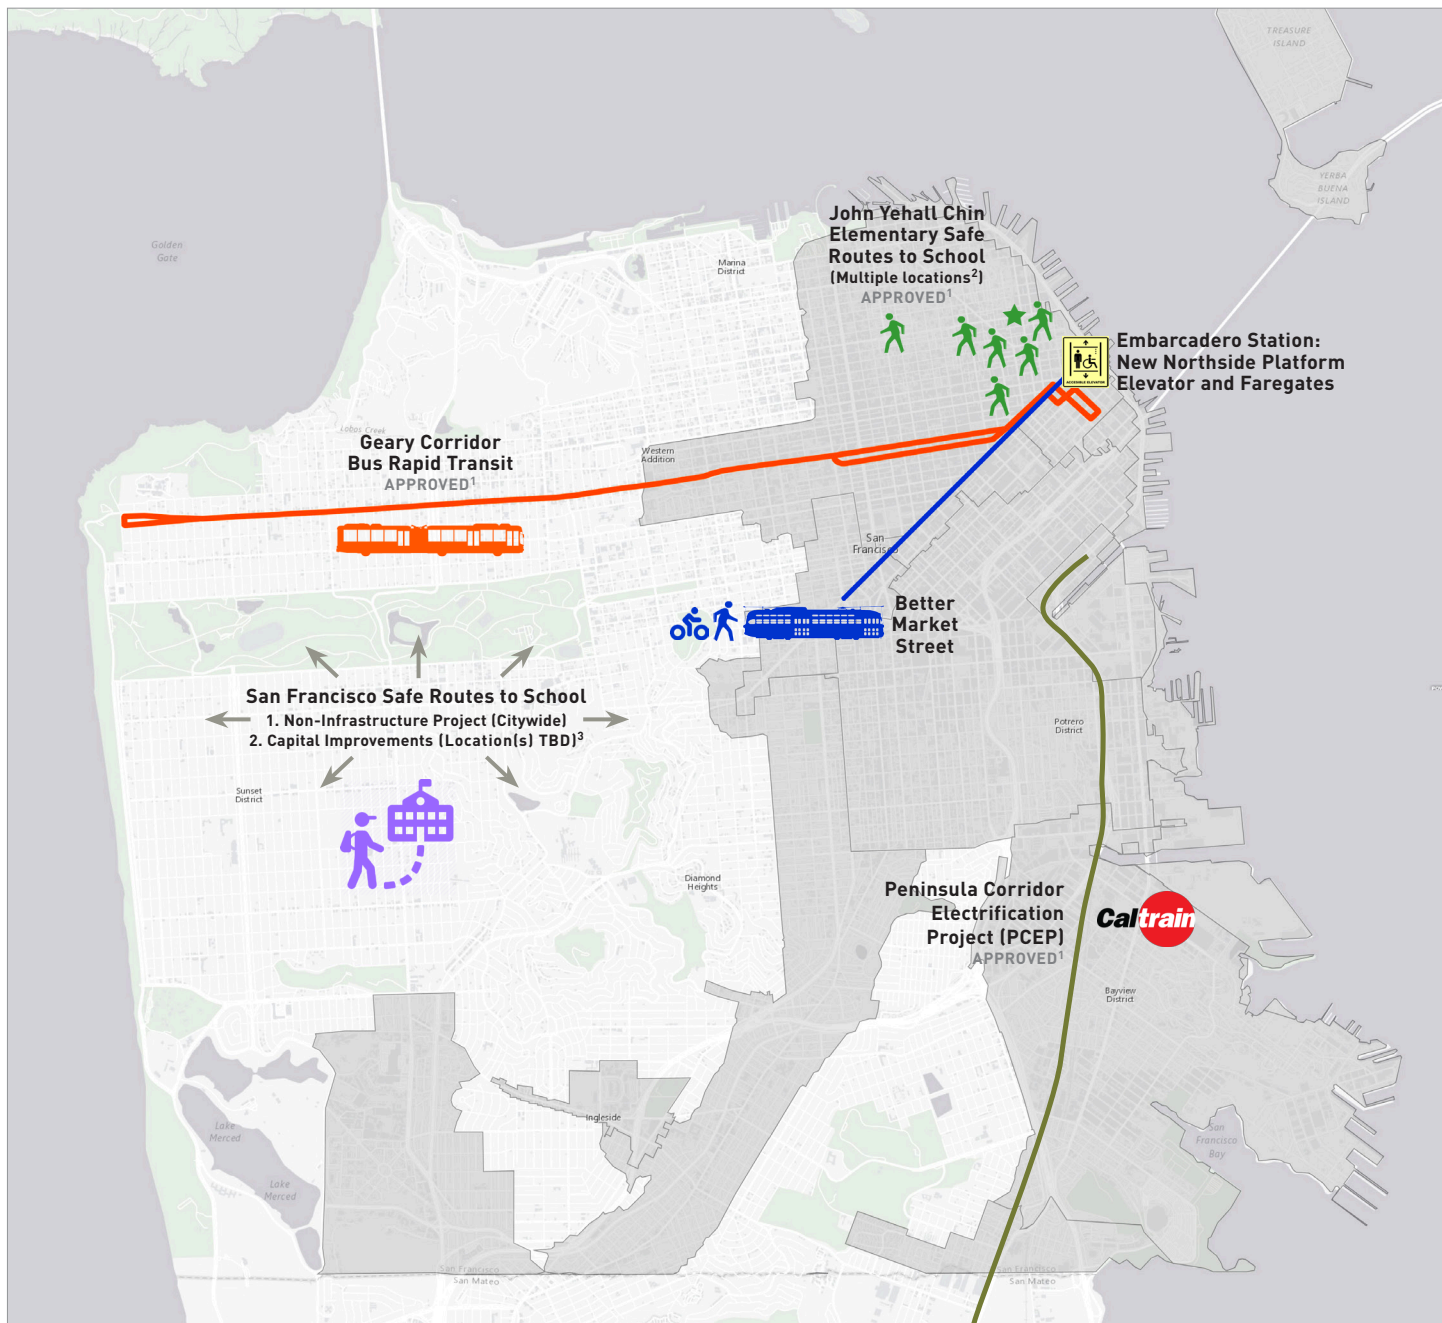 TREASURE
ISLAND
YERBA
BUENA
ISLAND
Golden
Gate
Marina
District
John Yehall Chin
Elementary Safe
Routes to School
(Multiple locations²)
APPROVED¹
Embarcadero Station:
New Northside Platform
Elevator and Faregates
ACCESSIBLE ELEVATOR
Lobos Creek
Geary Corridor
Bus Rapid Transit
APPROVED¹
Western
Addition
San
Francisco
Better
Market
Street
San Francisco Safe Routes to School
1. Non-Infrastructure Project (Citywide)
2. Capital Improvements (Location(s) TBD)³
Potrero
District
Sunset
District
Diamond
Heights
Peninsula Corridor
Electrification
Project (PCEP)
APPROVED¹
Caltrain
Bayview
District
Ingleside
Lake
Merced
Lake
Merced
San
Francisco
Bay
San Francisco
San Mateo
San Francisco
San Mateo